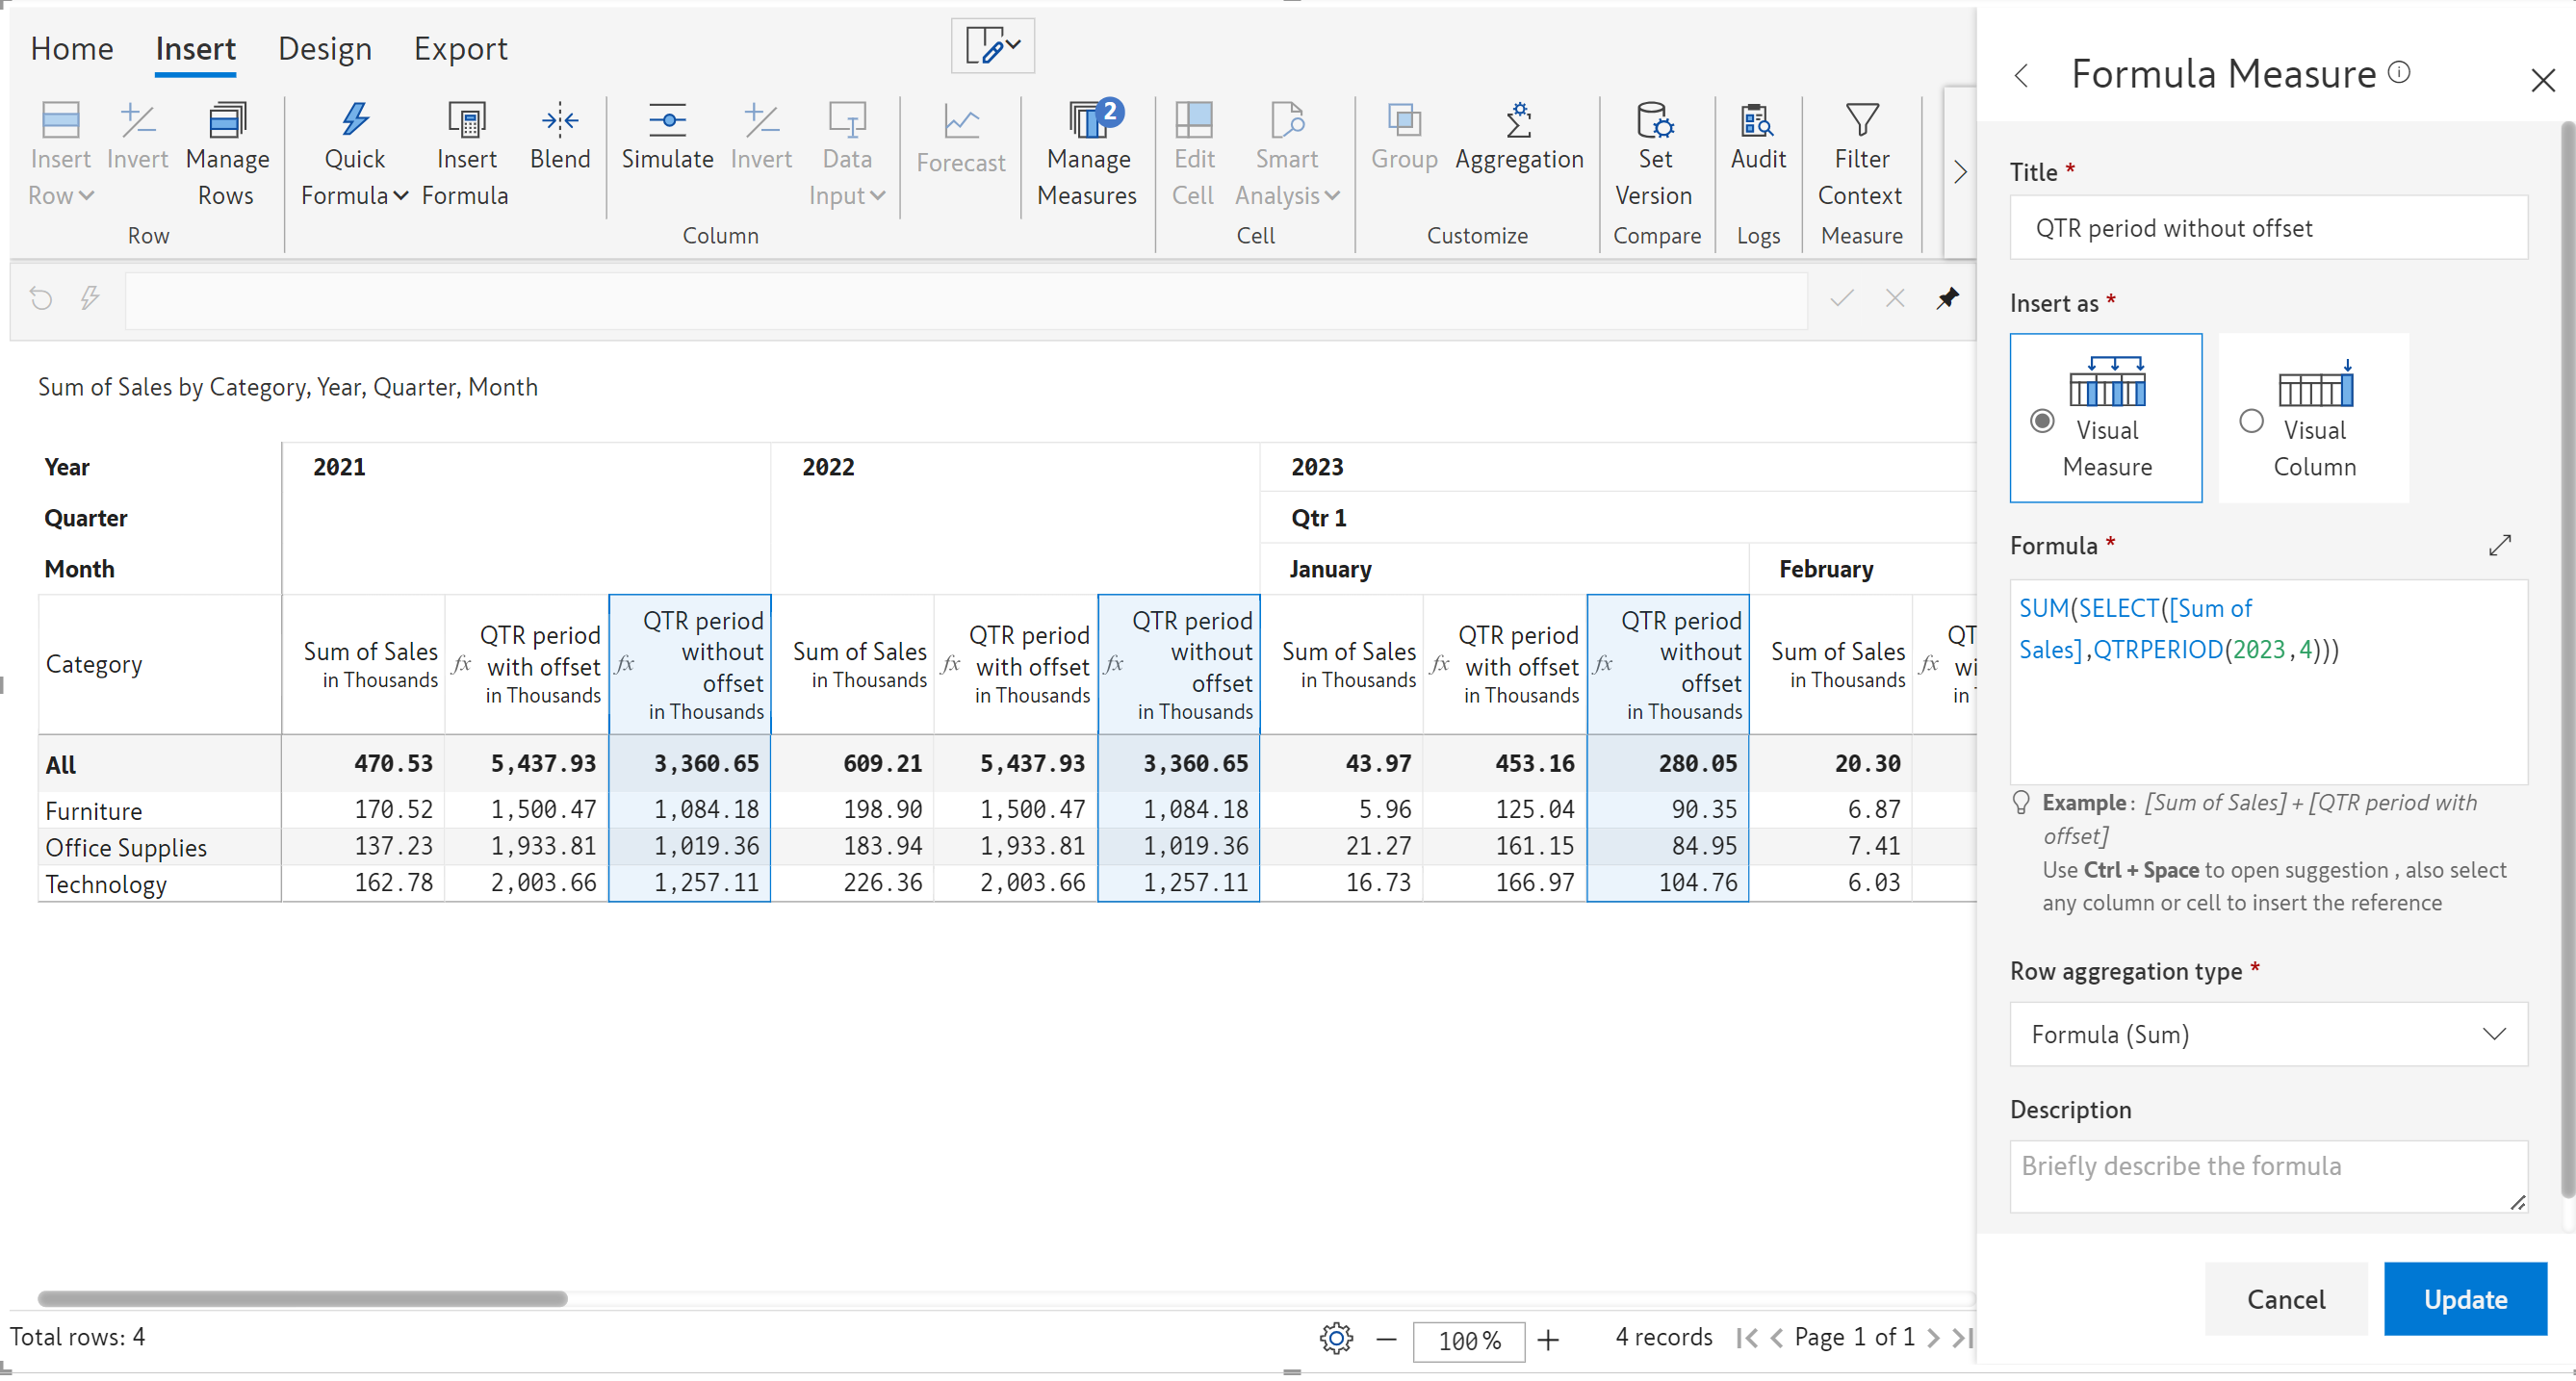 Home Insert Design Export
Insert Row Invert Manage Rows
Row
Quick Formula Insert Formula Blend
Simulate Invert Data Input Forecast Manage Measures 2
Column
Edit Cell Smart Analysis
Cell
Group Aggregation
Customize
Set Version
Compare
Audit
Logs
Filter Context
Measure
Sum of Sales by Category, Year, Quarter, Month
Year 2021 2022 2023
Quarter Qtr 1
Month January February
Category Sum of Sales in Thousands fx QTR period with offset in Thousands fx QTR period without offset in Thousands Sum of Sales in Thousands fx QTR period with offset in Thousands fx QTR period without offset in Thousands Sum of Sales in Thousands fx QTR period with offset in Thousands fx QTR period without offset in Thousands Sum of Sales in Thousands fx QT wi in
All 470.53 5,437.93 3,360.65 609.21 5,437.93 3,360.65 43.97 453.16 280.05 20.30
Furniture 170.52 1,500.47 1,084.18 198.90 1,500.47 1,084.18 5.96 125.04 90.35 6.87
Office Supplies 137.23 1,933.81 1,019.36 183.94 1,933.81 1,019.36 21.27 161.15 84.95 7.41
Technology 162.78 2,003.66 1,257.11 226.36 2,003.66 1,257.11 16.73 166.97 104.76 6.03
Total rows: 4
100% 4 records Page 1 of 1
Formula Measure
Title *
QTR period without offset
Insert as *
Visual Measure
Visual Column
Formula *
SUM(SELECT([Sum of
Sales],QTRPERIOD(2023,4)))
Example: [Sum of Sales] + [QTR period with
offset]
Use Ctrl + Space to open suggestion , also select
any column or cell to insert the reference
Row aggregation type *
Formula (Sum)
Description
Briefly describe the formula
Cancel Update